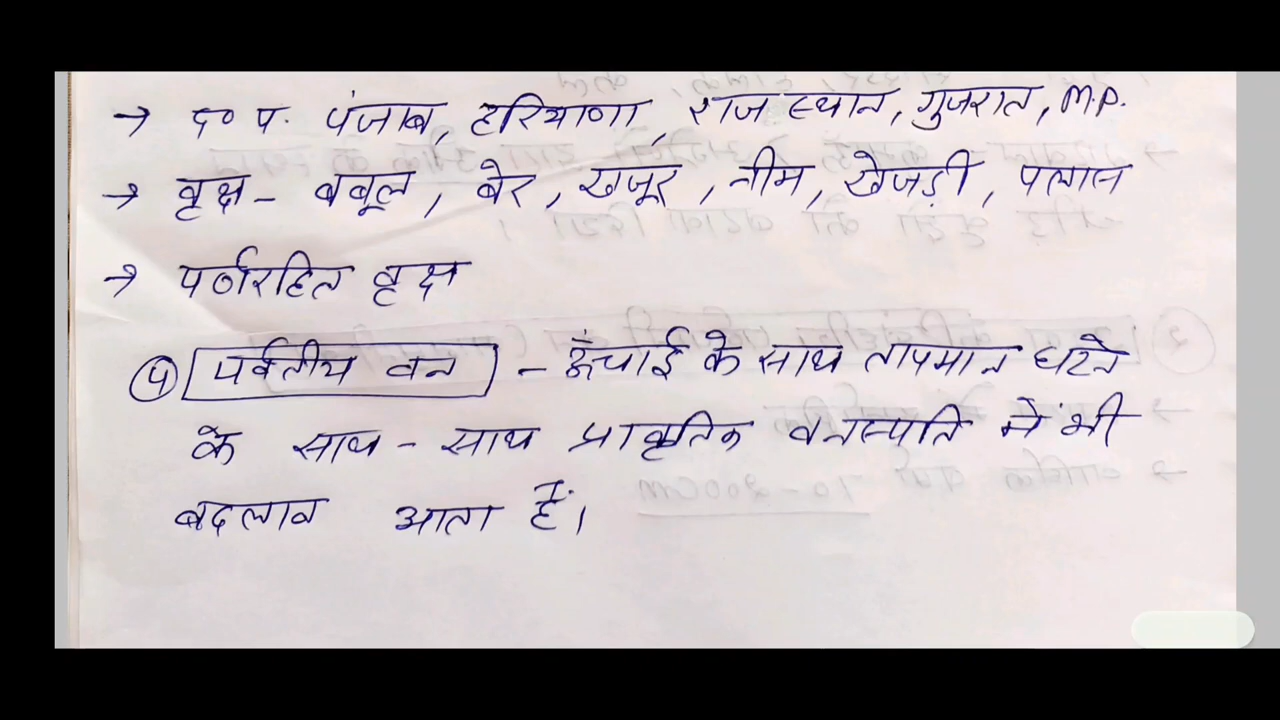 → द० प. पंजाब, हरियाणा, राजस्थान, गुजरात, M.P.
→ वृक्ष - बबूल, बेर, खजूर, नीम, खेजड़ी, पलास
→ पर्णरहित वृक्ष
④ पर्वतीय वन - ऊँचाई के साथ तापमान घटने
के साथ - साथ प्राकृतिक वनस्पति में भी
बदलाव आता हैं।